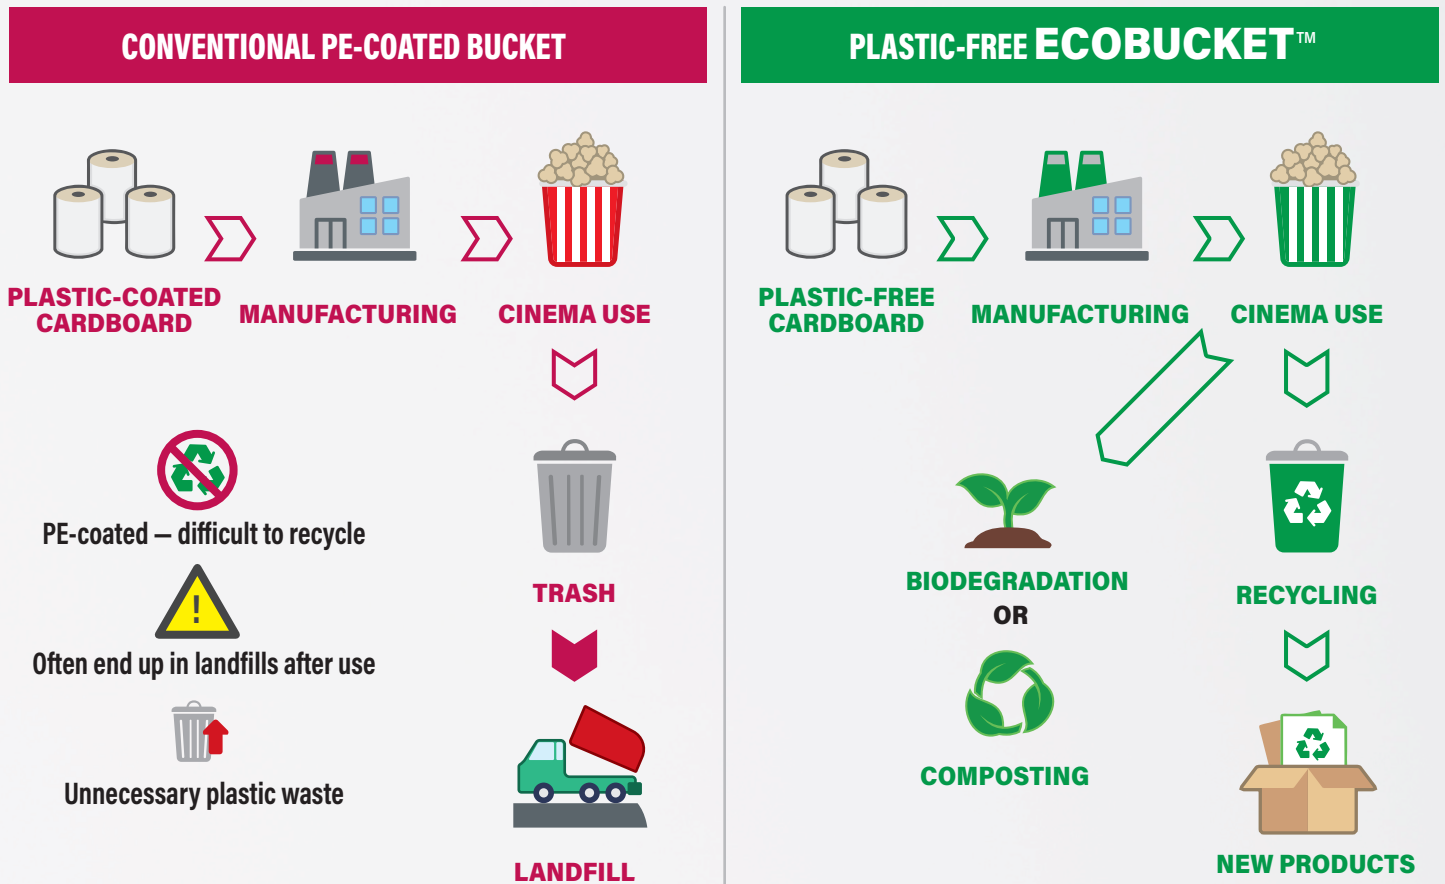 CONVENTIONAL PE-COATED BUCKET
PLASTIC-COATED
CARDBOARD
MANUFACTURING
CINEMA USE
PE-coated — difficult to recycle
!
Often end up in landfills after use
Unnecessary plastic waste
TRASH
LANDFILL
PLASTIC-FREE ECOBUCKET™
PLASTIC-FREE
CARDBOARD
MANUFACTURING
CINEMA USE
BIODEGRADATION
OR
COMPOSTING
RECYCLING
NEW PRODUCTS